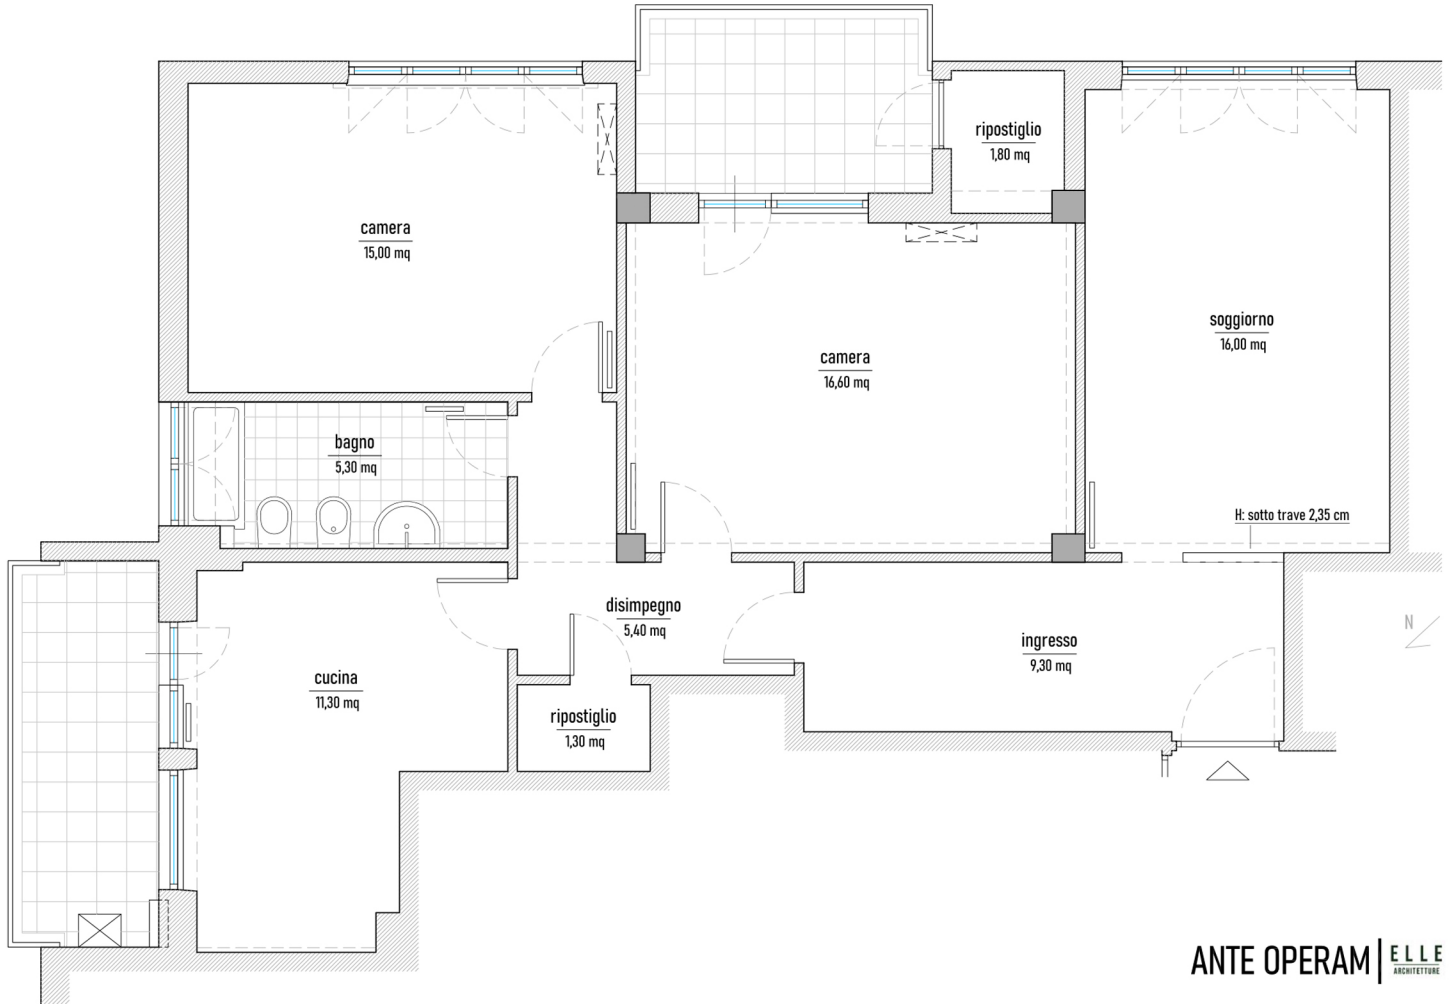 ripostiglio
1,80 mq
camera
15,00 mq
soggiorno
16,00 mq
camera
16,60 mq
bagno
5,30 mq
H: sotto trave 2,35 cm
disimpegno
5,40 mq
N
ingresso
9,30 mq
cucina
11,30 mq
ripostiglio
1,30 mq
ANTE OPERAM
ELLE
ARCHITETTURE